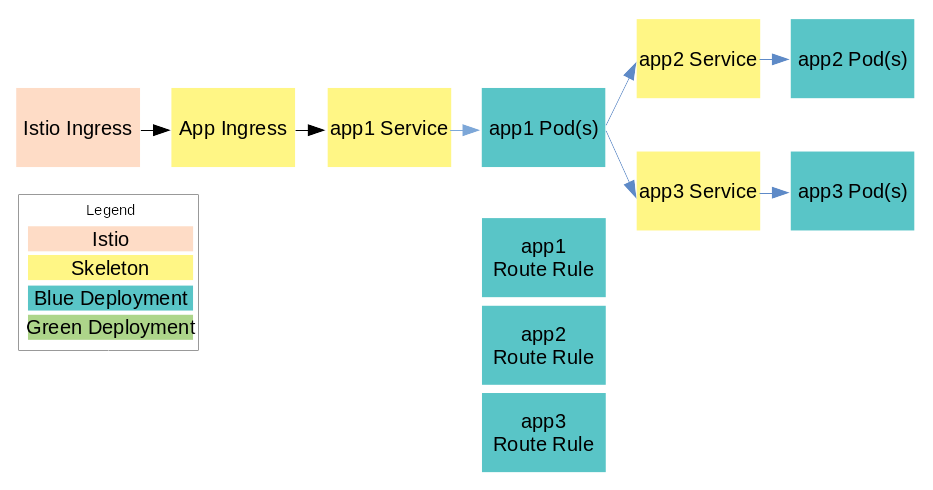 Istio Ingress
App Ingress
app1 Service
app1 Pod(s)
app2 Service
app2 Pod(s)
app3 Service
app3 Pod(s)
Legend
Istio
Skeleton
Blue Deployment
Green Deployment
app1
Route Rule
app2
Route Rule
app3
Route Rule